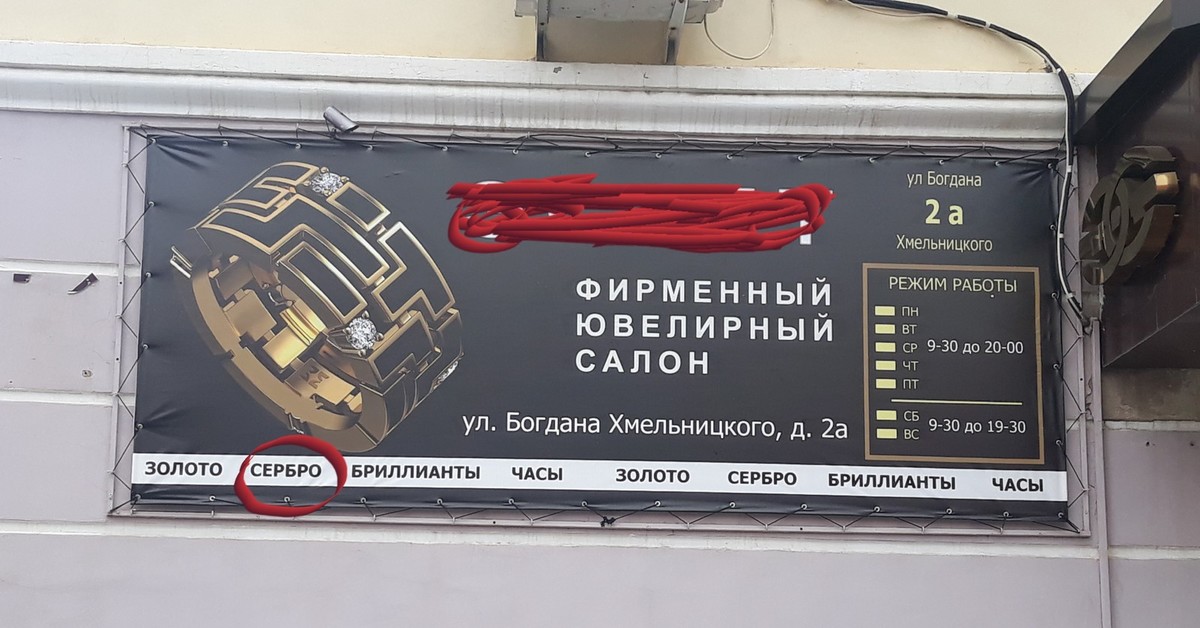 ул Богдана
2 а
Хмельницкого
ФИРМЕННЫЙ
ЮВЕЛИРНЫЙ
САЛОН
ул. Богдана Хмельницкого, д. 2а
РЕЖИМ РАБОТЫ
ПН
ВТ
СР 9-30 до 20-00
ЧТ
ПТ
СБ
ВС 9-30 до 19-30
ЗОЛОТО СЕРБРО БРИЛЛИАНТЫ ЧАСЫ ЗОЛОТО СЕРБРО БРИЛЛИАНТЫ ЧАСЫ